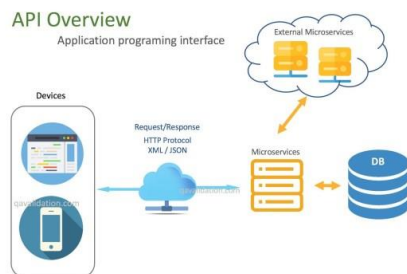 API Overview
Application programing interface
External Microservices
Devices
Request/Response
HTTP Protocol
XML / JSON
Microservices
DB
qavalidation.com
qavalidation.com